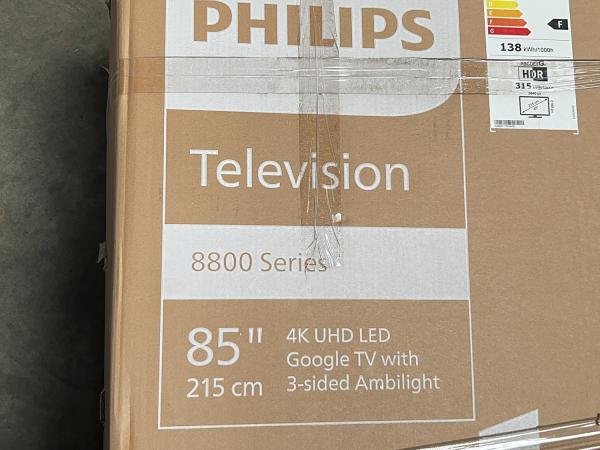 PHILIPS
F
138 kWh/1000h
HDR
315
Television
8800 Series
85"
215 cm
4K UHD LED
Google TV with
3-sided Ambilight